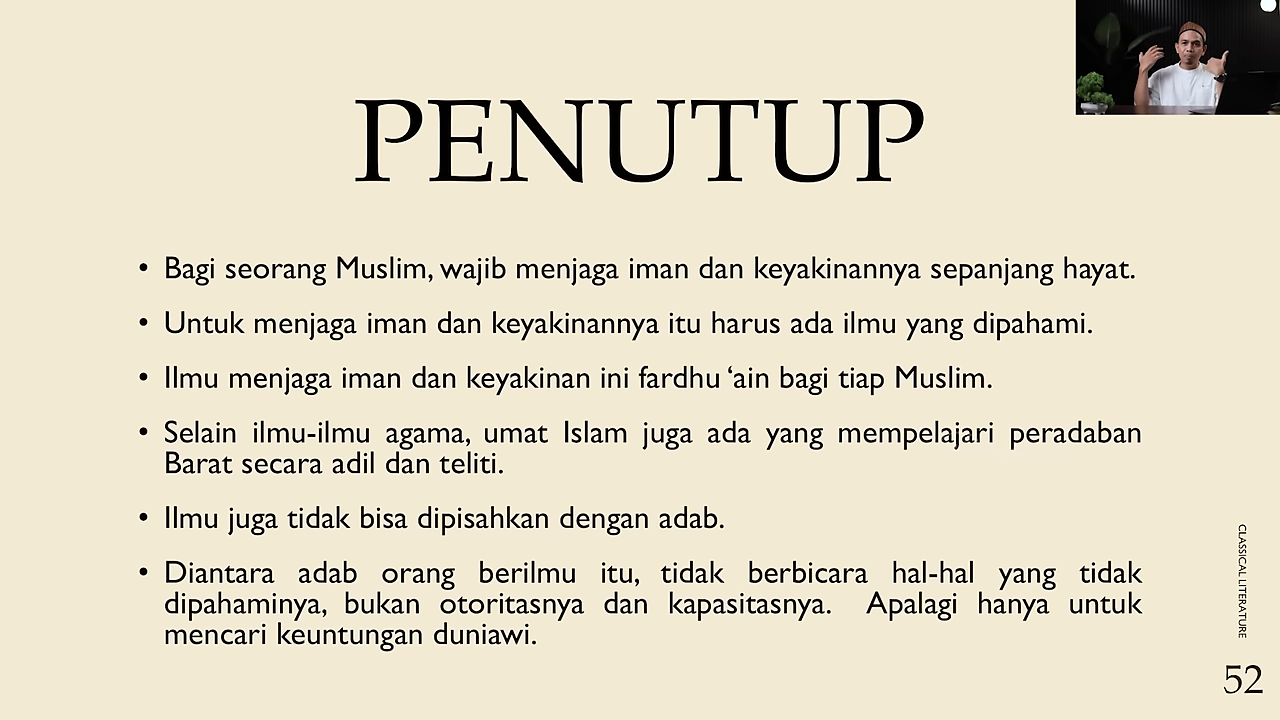 PENUTUP
• Bagi seorang Muslim, wajib menjaga iman dan keyakinannya sepanjang hayat.
• Untuk menjaga iman dan keyakinannya itu harus ada ilmu yang dipahami.
• Ilmu menjaga iman dan keyakinan ini fardhu ‘ain bagi tiap Muslim.
• Selain ilmu-ilmu agama, umat Islam juga ada yang mempelajari peradaban
Barat secara adil dan teliti.
• Ilmu juga tidak bisa dipisahkan dengan adab.
• Diantara adab orang berilmu itu, tidak berbicara hal-hal yang tidak
dipahaminya, bukan otoritasnya dan kapasitasnya. Apalagi hanya untuk
mencari keuntungan duniawi.
CLASSICAL LITERATURE
52